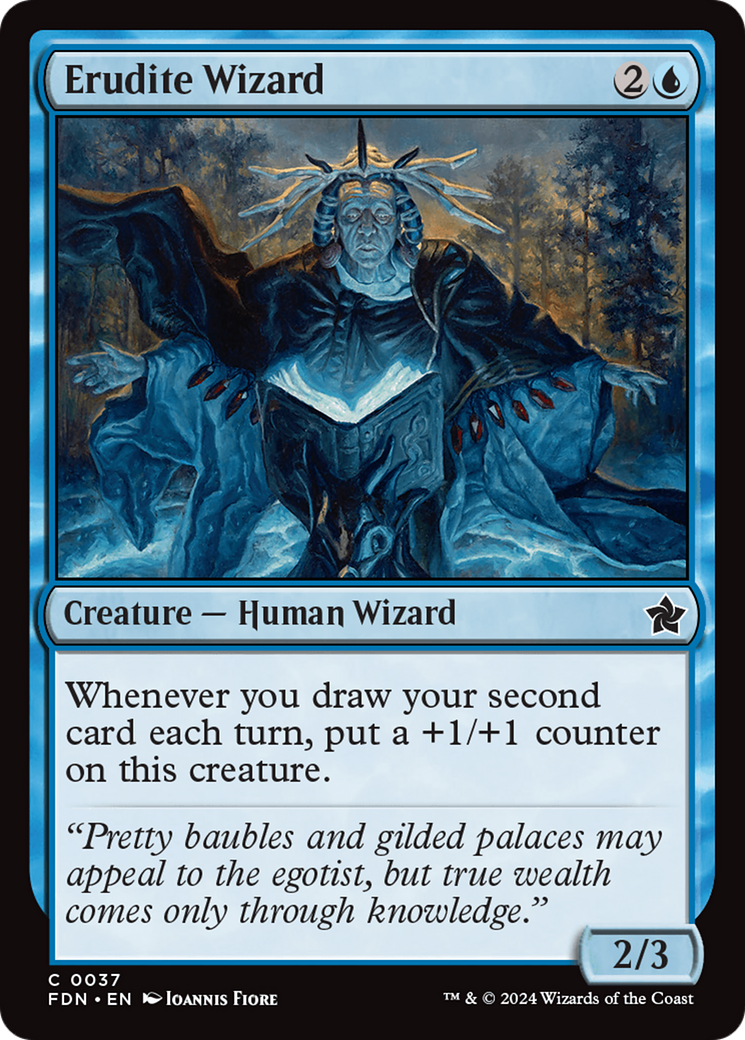 Erudite Wizard 2
Creature — Human Wizard
Whenever you draw your second
card each turn, put a +1/+1 counter
on this creature.
“Pretty baubles and gilded palaces may
appeal to the egotist, but true wealth
comes only through knowledge.”
2/3
C 0037
FDN • EN Ioannis Fiore
™ & © 2024 Wizards of the Coast